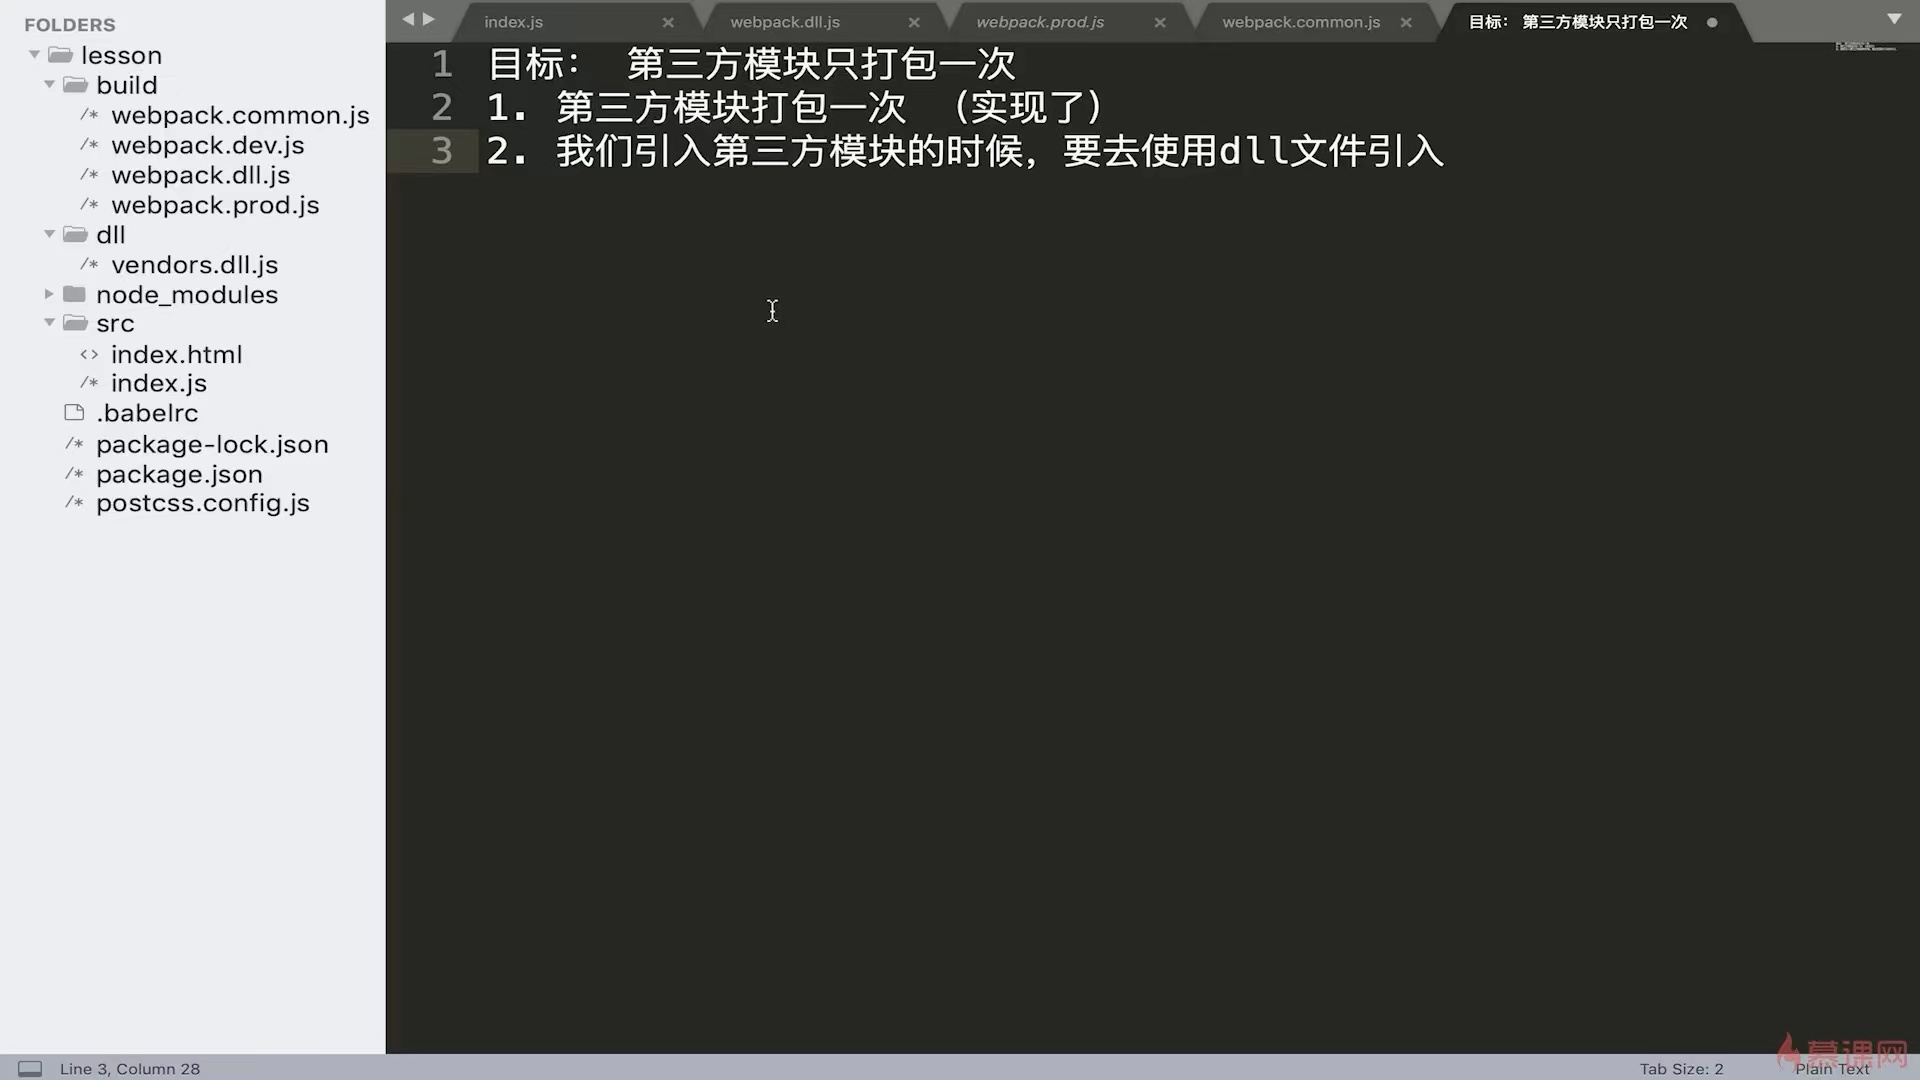 FOLDERS
lesson
build
/* webpack.common.js
/* webpack.dev.js
/* webpack.dll.js
/* webpack.prod.js
dll
/* vendors.dll.js
node_modules
src
<> index.html
/* index.js
.babelrc
/* package-lock.json
/* package.json
/* postcss.config.js
index.js
webpack.dll.js
webpack.prod.js
webpack.common.js
目标： 第三方模块只打包一次
1 目标： 第三方模块只打包一次
2 1. 第三方模块打包一次 （实现了）
3 2. 我们引入第三方模块的时候，要去使用dll文件引入
Line 3, Column 28
Tab Size: 2
Plain Text
慕课网